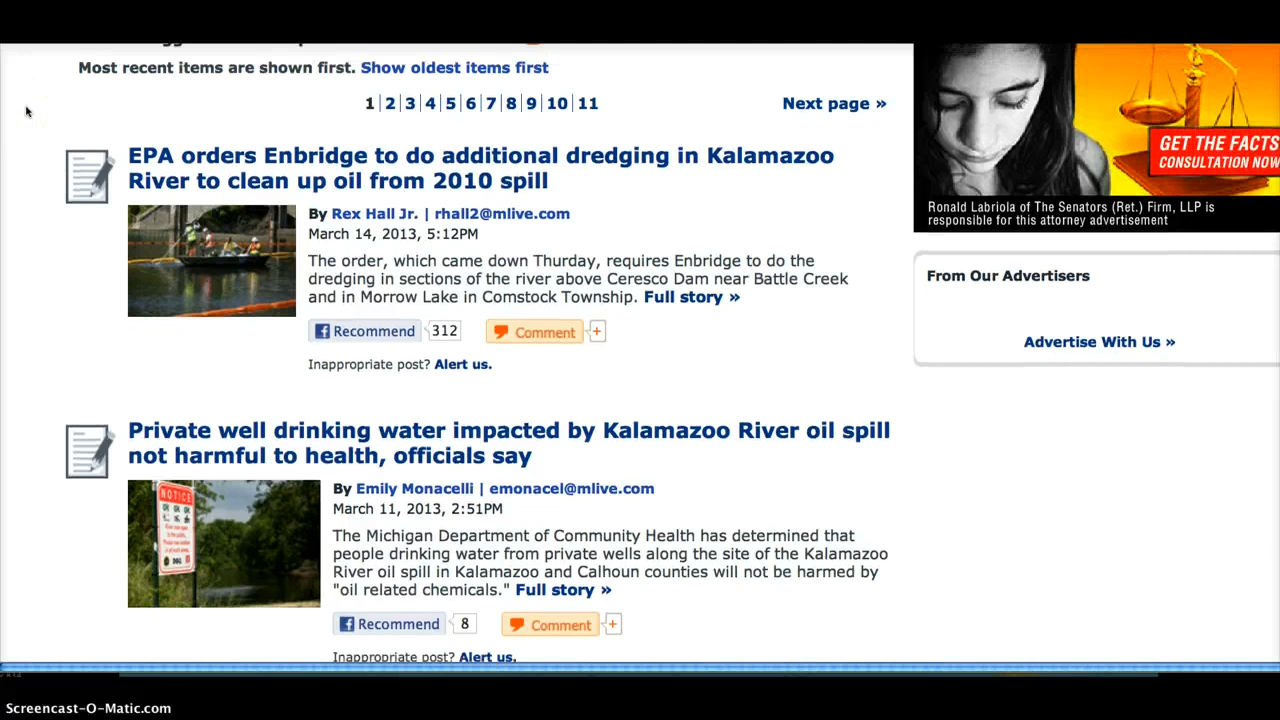 Most recent items are shown first. Show oldest items first
1 2 3 4 5 6 7 8 9 10 11
Next page »
EPA orders Enbridge to do additional dredging in Kalamazoo
River to clean up oil from 2010 spill
By Rex Hall Jr. | rhall2@mlive.com
March 14, 2013, 5:12PM
The order, which came down Thursday, requires Enbridge to do the
dredging in sections of the river above Ceresco Dam near Battle Creek
and in Morrow Lake in Comstock Township. Full story »
Recommend 312 Comment +
Inappropriate post? Alert us.
Private well drinking water impacted by Kalamazoo River oil spill
not harmful to health, officials say
NOTICE
By Emily Monacelli | emonacel@mlive.com
March 11, 2013, 2:51PM
The Michigan Department of Community Health has determined that
people drinking water from private wells along the site of the Kalamazoo
River oil spill in Kalamazoo and Calhoun counties will not be harmed by
"oil related chemicals." Full story »
Recommend 8 Comment +
Inappropriate post? Alert us.
GET THE FACTS
CONSULTATION NOW
Ronald Labriola of The Senators (Ret.) Firm, LLP is
responsible for this attorney advertisement
From Our Advertisers
Advertise With Us »
Screencast-O-Matic.com